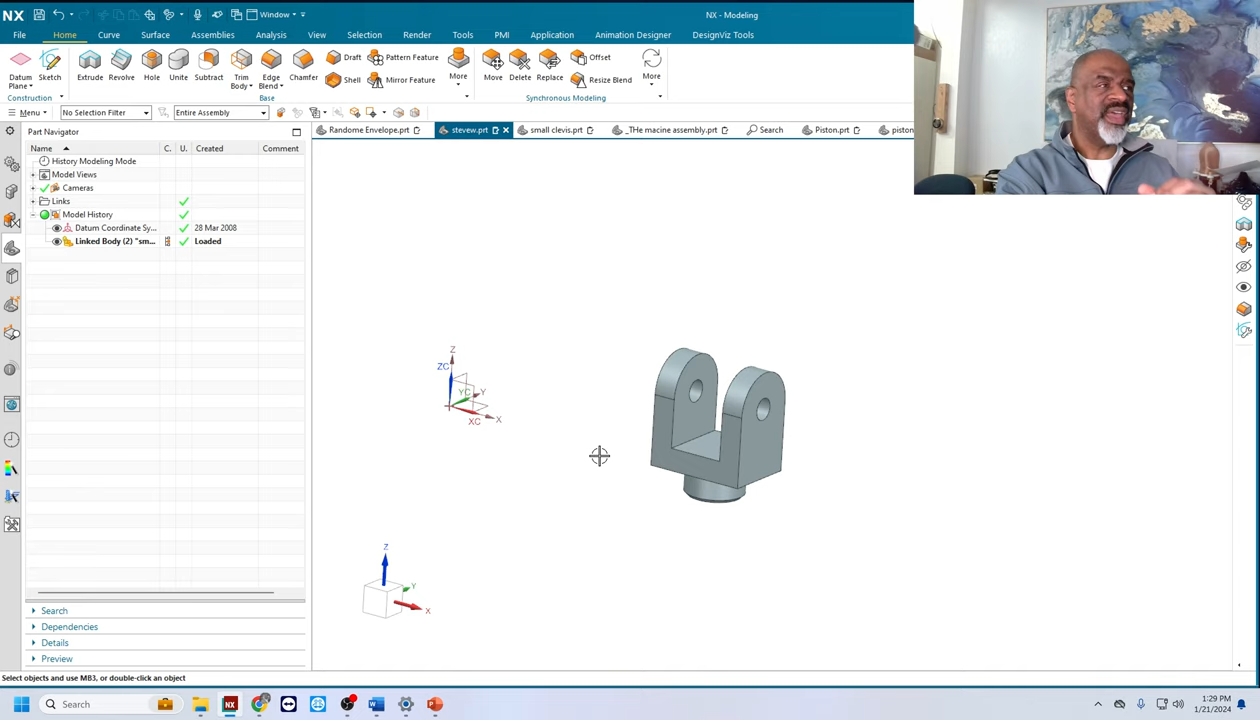 NX
Window
NX - Modeling
File Home Curve Surface Assemblies Analysis View Selection Render Tools PMI Application Animation Designer DesignViz Tools
Datum Plane
Sketch
Extrude
Revolve
Hole
Unite
Subtract
Trim Body
Edge Blend
Chamfer
Draft
Shell
Pattern Feature
Mirror Feature
More
Move
Delete
Replace
Offset
Resize Blend
More
Construction
Base
Synchronous Modeling
Menu
No Selection Filter
Entire Assembly
Part Navigator
Randome Envelope.prt
stevew.prt
small clevis.prt
_THe macine assembly.prt
Search
Piston.prt
piston
Name C. U. Created Comment
History Modeling Mode
Model Views
Cameras
Links
Model History
Datum Coordinate Sy... 28 Mar 2008
Linked Body (2) "sm... Loaded
Z
ZC
YC
Y
X
XC
Z
Y
X
Search
Dependencies
Details
Preview
Select objects and use MB3, or double-click an object
Search
NX
1:29 PM
1/21/2024